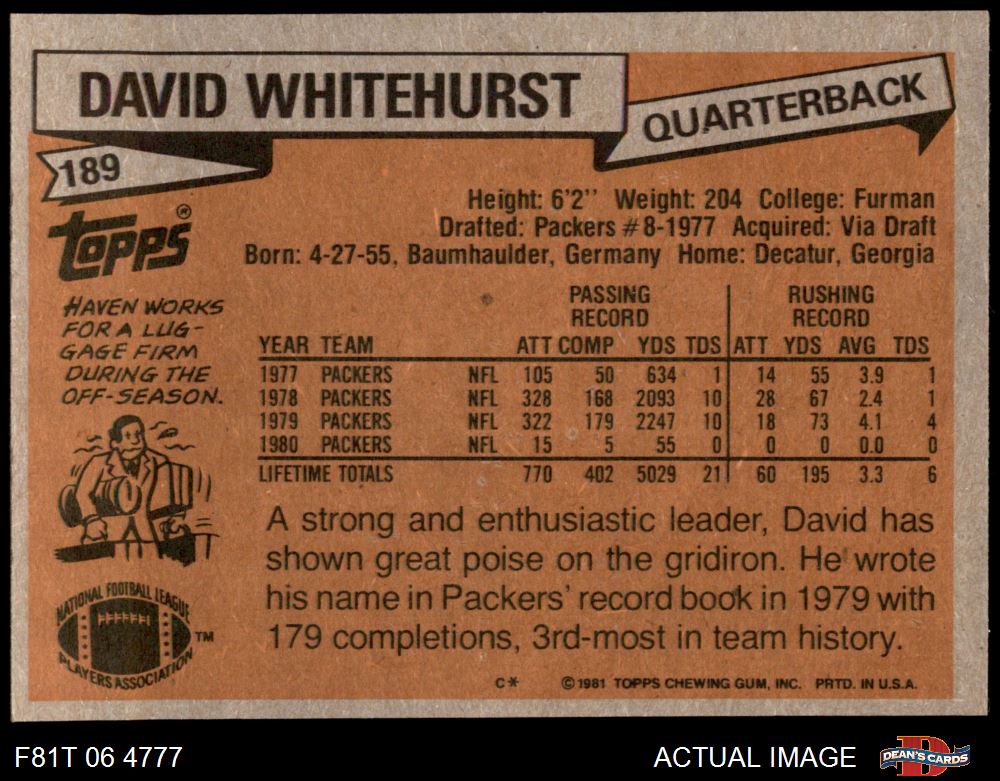 DAVID WHITEHURST
QUARTERBACK
189
Topps®
Height: 6'2'' Weight: 204 College: Furman
Drafted: Packers #8-1977 Acquired: Via Draft
Born: 4-27-55, Baumhaulder, Germany Home: Decatur, Georgia
HAVEN WORKS
FOR A LUG-
GAGE FIRM
DURING THE
OFF-SEASON.
PASSING RUSHING
RECORD RECORD
YEAR TEAM ATT COMP YDS TDS ATT YDS AVG TDS
1977 PACKERS NFL 105 50 634 1 14 55 3.9 1
1978 PACKERS NFL 328 168 2093 10 28 67 2.4 1
1979 PACKERS NFL 322 179 2247 10 18 73 4.1 4
1980 PACKERS NFL 15 5 55 0 0 0 0.0 0
LIFETIME TOTALS 770 402 5029 21 60 195 3.3 6
A strong and enthusiastic leader, David has
shown great poise on the gridiron. He wrote
his name in Packers' record book in 1979 with
179 completions, 3rd-most in team history.
NATIONAL FOOTBALL LEAGUE
PLAYERS ASSOCIATION
TM
C* ©1981 TOPPS CHEWING GUM, INC. PRTD. IN U.S.A.
F81T 06 4777
ACTUAL IMAGE
D
DEAN'S CARDS